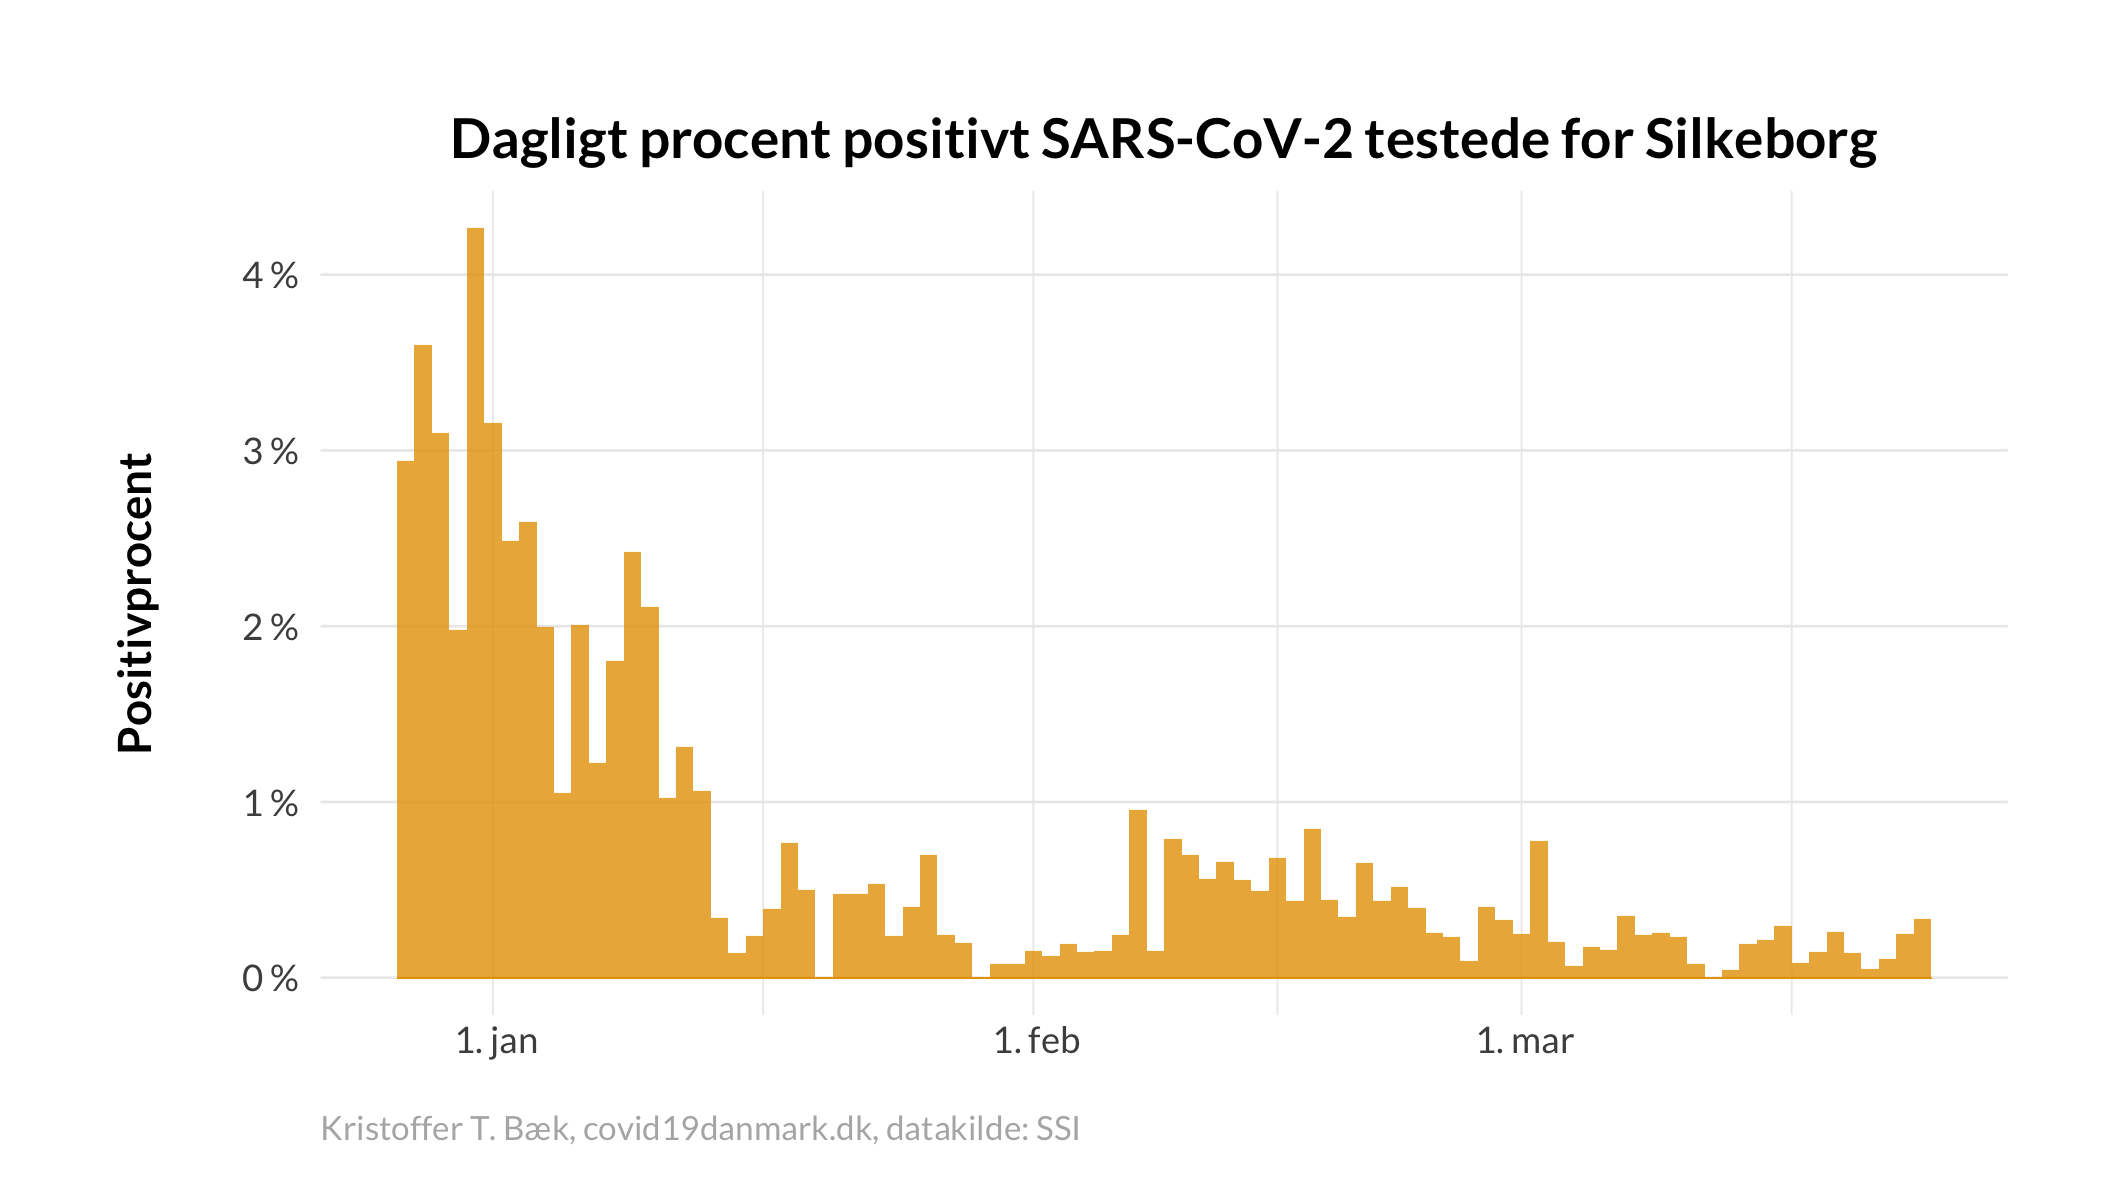 Dagligt procent positivt SARS-CoV-2 testede for Silkeborg
Positivprocent
4 %
3 %
2 %
1 %
0 %
1. jan
1. feb
1. mar
Kristoffer T. Bæk, covid19danmark.dk, datakilde: SSI